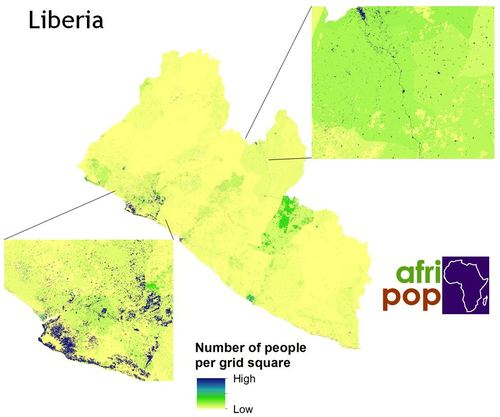 Liberia
afri
pop
Number of people
per grid square
High
Low